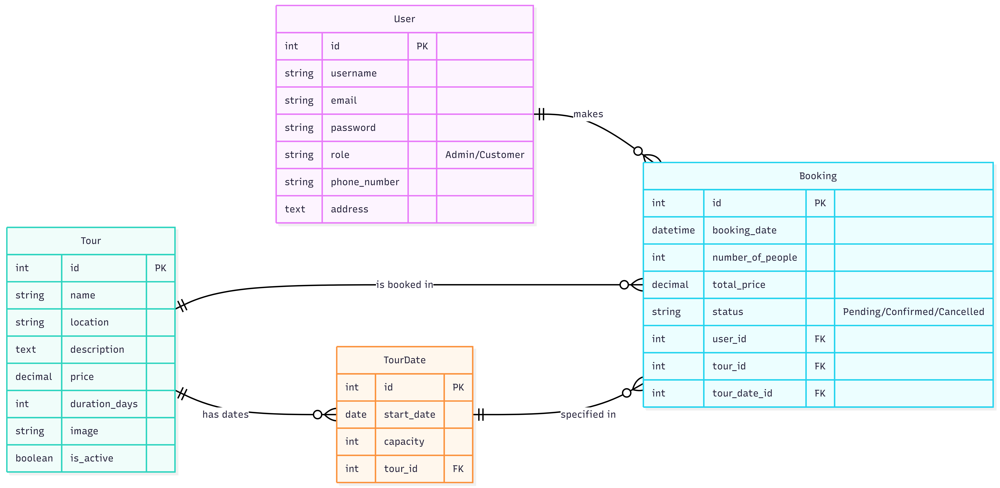 User
int id PK
string username
string email
string password
string role Admin/Customer
string phone_number
text address
makes
Booking
int id PK
datetime booking_date
int number_of_people
decimal total_price
string status Pending/Confirmed/Cancelled
int user_id FK
int tour_id FK
int tour_date_id FK
Tour
int id PK
string name
string location
text description
decimal price
int duration_days
string image
boolean is_active
is booked in
has dates
TourDate
int id PK
date start_date
int capacity
int tour_id FK
specified in